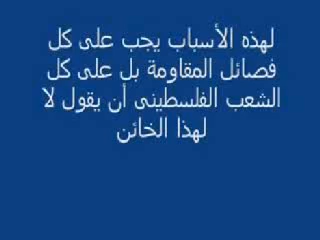 لهذه الأسباب يجب على كل
فصائل المقاومة بل على كل
الشعب الفلسطينى أن يقول لا
لهذا الخائن